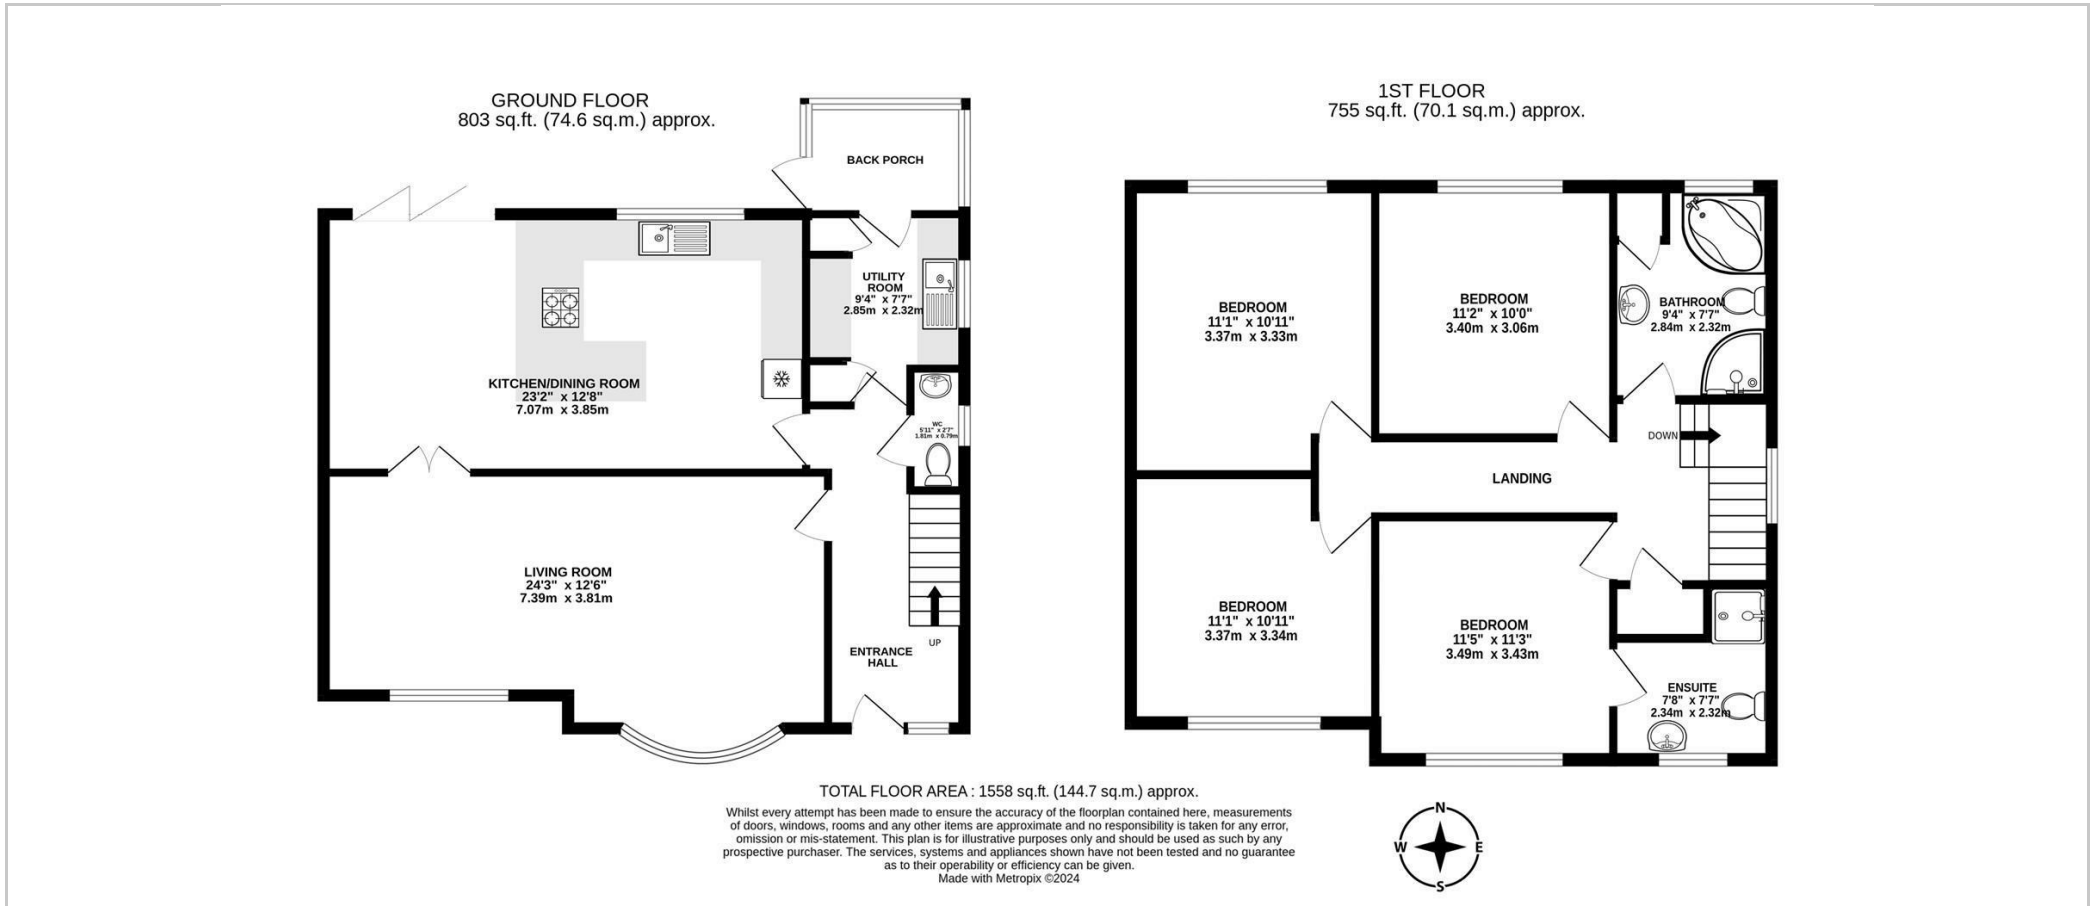 GROUND FLOOR
803 sq.ft. (74.6 sq.m.) approx.
BACK PORCH
UTILITY
ROOM
9'4" x 7'7"
2.85m x 2.32m
KITCHEN/DINING ROOM
23'2" x 12'8"
7.07m x 3.85m
WC
5'11" x 2'7"
1.81m x 0.79m
LIVING ROOM
24'3" x 12'6"
7.39m x 3.81m
UP
ENTRANCE
HALL
1ST FLOOR
755 sq.ft. (70.1 sq.m.) approx.
BEDROOM
11'1" x 10'11"
3.37m x 3.33m
BEDROOM
11'2" x 10'0"
3.40m x 3.06m
BATHROOM
9'4" x 7'7"
2.84m x 2.32m
DOWN
LANDING
BEDROOM
11'1" x 10'11"
3.37m x 3.34m
BEDROOM
11'5" x 11'3"
3.49m x 3.43m
ENSUITE
7'8" x 7'7"
2.34m x 2.32m
TOTAL FLOOR AREA : 1558 sq.ft. (144.7 sq.m.) approx.
Whilst every attempt has been made to ensure the accuracy of the floorplan contained here, measurements
of doors, windows, rooms and any other items are approximate and no responsibility is taken for any error,
omission or mis-statement. This plan is for illustrative purposes only and should be used as such by any
prospective purchaser. The services, systems and appliances shown have not been tested and no guarantee
as to their operability or efficiency can be given.
Made with Metropix ©2024
N
W E
S